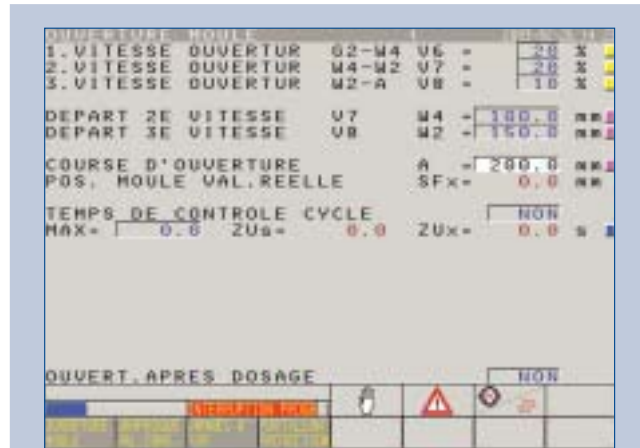 OUVERTURE MOULE
1.VITESSE OUVERTUR G2-W4 V6 = 20 %
2.VITESSE OUVERTUR W4-W2 V7 = 20 %
3.VITESSE OUVERTUR W2-A V8 = 10 %
DEPART 2E VITESSE V7 W4 = 100.0 mm
DEPART 3E VITESSE V8 W2 = 150.0 mm
COURSE D'OUVERTURE A = 200.0 mm
POS. MOULE VAL.REELLE SFx= 0.0 mm
TEMPS DE CONTROLE CYCLE NON
MAX= 0.0 ZUs= 0.0 ZUx= 0.0 s
OUVERT.APRES DOSAGE NON
INTERRUPTION